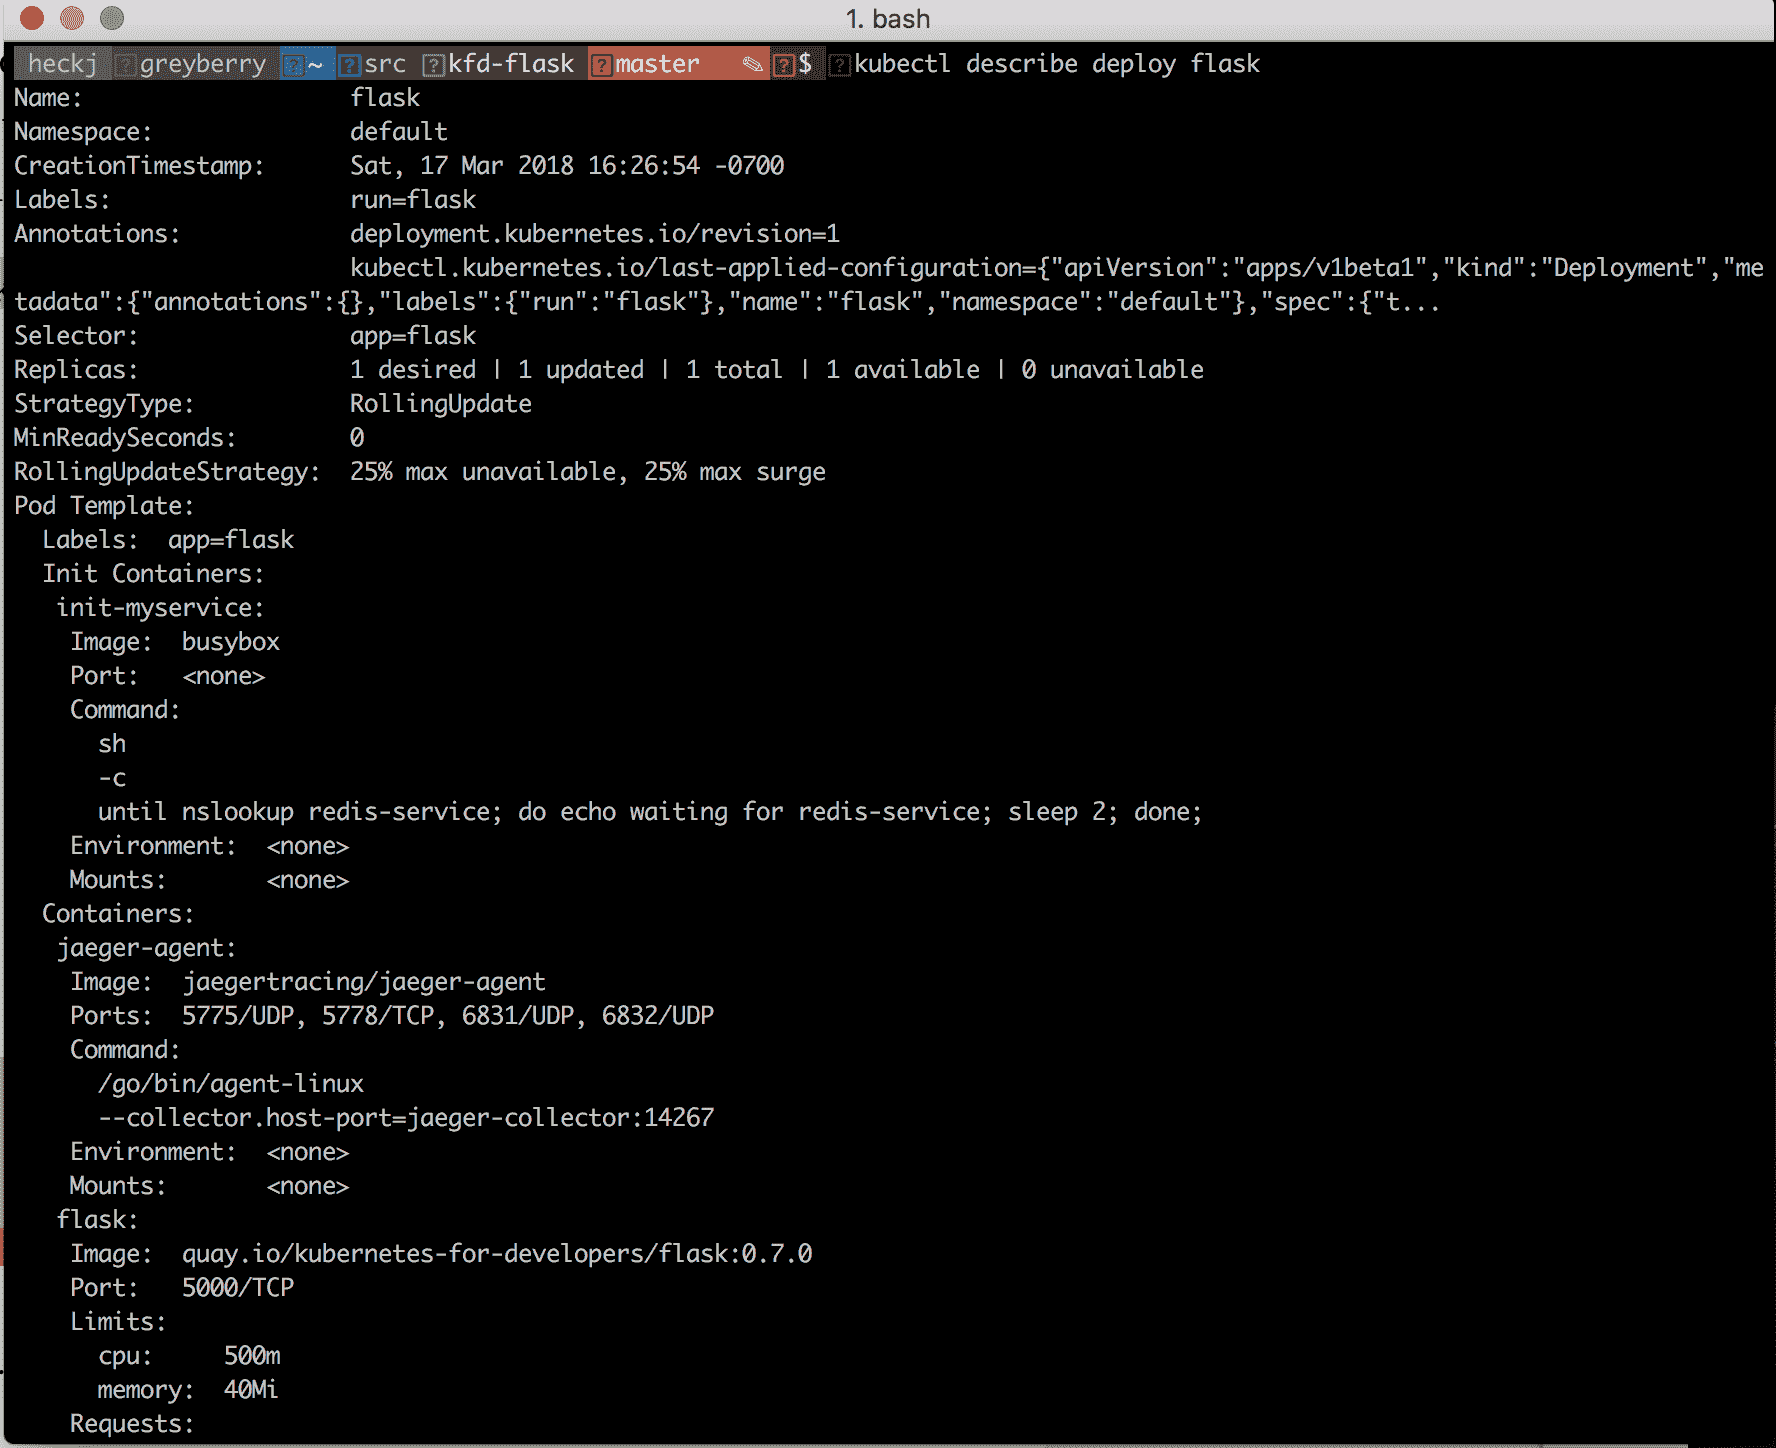 1. bash
heckj greyberry ~ src kfd-flask master ✎ $ kubectl describe deploy flask
Name:                   flask
Namespace:              default
CreationTimestamp:      Sat, 17 Mar 2018 16:26:54 -0700
Labels:                 run=flask
Annotations:            deployment.kubernetes.io/revision=1
                        kubectl.kubernetes.io/last-applied-configuration={"apiVersion":"apps/v1beta1","kind":"Deployment","me
tadata":{"annotations":{},"labels":{"run":"flask"},"name":"flask","namespace":"default"},"spec":{"t...
Selector:               app=flask
Replicas:               1 desired | 1 updated | 1 total | 1 available | 0 unavailable
StrategyType:           RollingUpdate
MinReadySeconds:        0
RollingUpdateStrategy:  25% max unavailable, 25% max surge
Pod Template:
  Labels:  app=flask
  Init Containers:
   init-myservice:
    Image:  busybox
    Port:   <none>
    Command:
      sh
      -c
      until nslookup redis-service; do echo waiting for redis-service; sleep 2; done;
    Environment:  <none>
    Mounts:       <none>
  Containers:
   jaeger-agent:
    Image:  jaegertracing/jaeger-agent
    Ports:  5775/UDP, 5778/TCP, 6831/UDP, 6832/UDP
    Command:
      /go/bin/agent-linux
      --collector.host-port=jaeger-collector:14267
    Environment:  <none>
    Mounts:       <none>
   flask:
    Image:  quay.io/kubernetes-for-developers/flask:0.7.0
    Port:   5000/TCP
    Limits:
      cpu:     500m
      memory:  40Mi
    Requests: